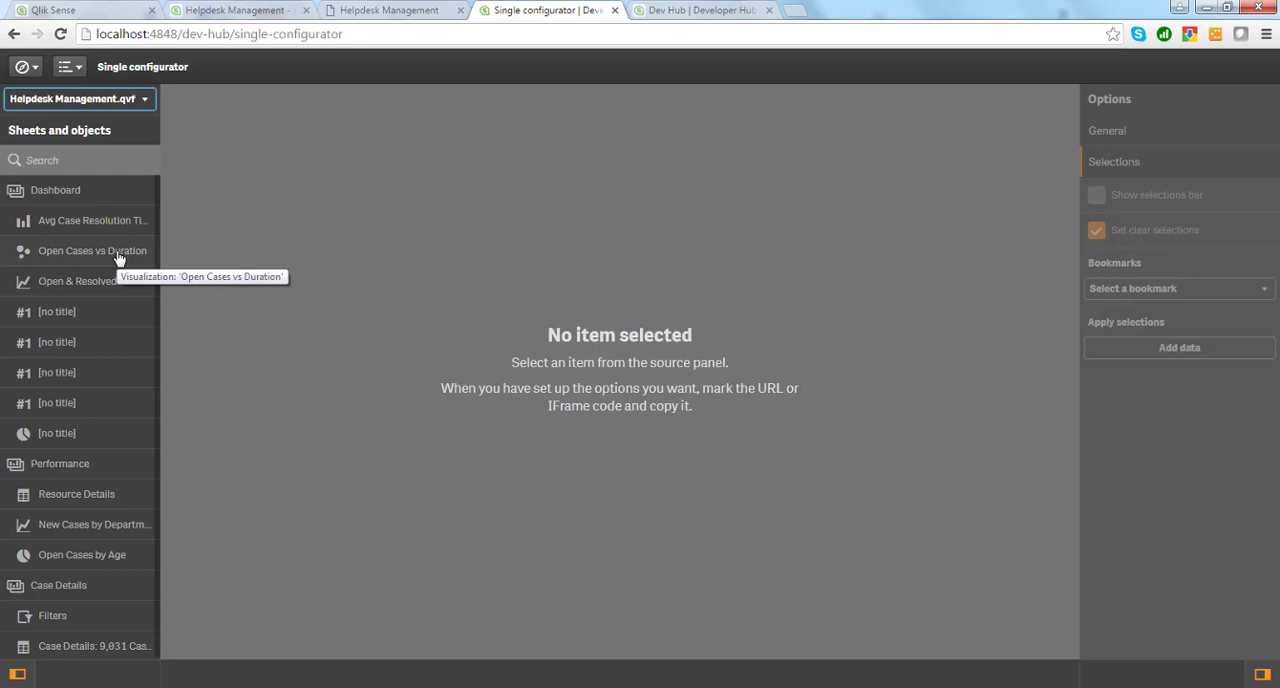 Qlik Sense
Helpdesk Management -
Helpdesk Management
Single configurator | Dev
Dev Hub | Developer Hub
localhost:4848/dev-hub/single-configurator
Single configurator
Helpdesk Management.qvf
Sheets and objects
Search
Dashboard
Avg Case Resolution Ti...
Open Cases vs Duration
Visualization: 'Open Cases vs Duration'
Open & Resolved
#1 [no title]
#1 [no title]
#1 [no title]
#1 [no title]
[no title]
Performance
Resource Details
New Cases by Departm...
Open Cases by Age
Case Details
Filters
Case Details: 9,031 Cas...
No item selected
Select an item from the source panel.
When you have set up the options you want, mark the URL or
IFrame code and copy it.
Options
General
Selections
Show selections bar
Set clear selections
Bookmarks
Select a bookmark
Apply selections
Add data